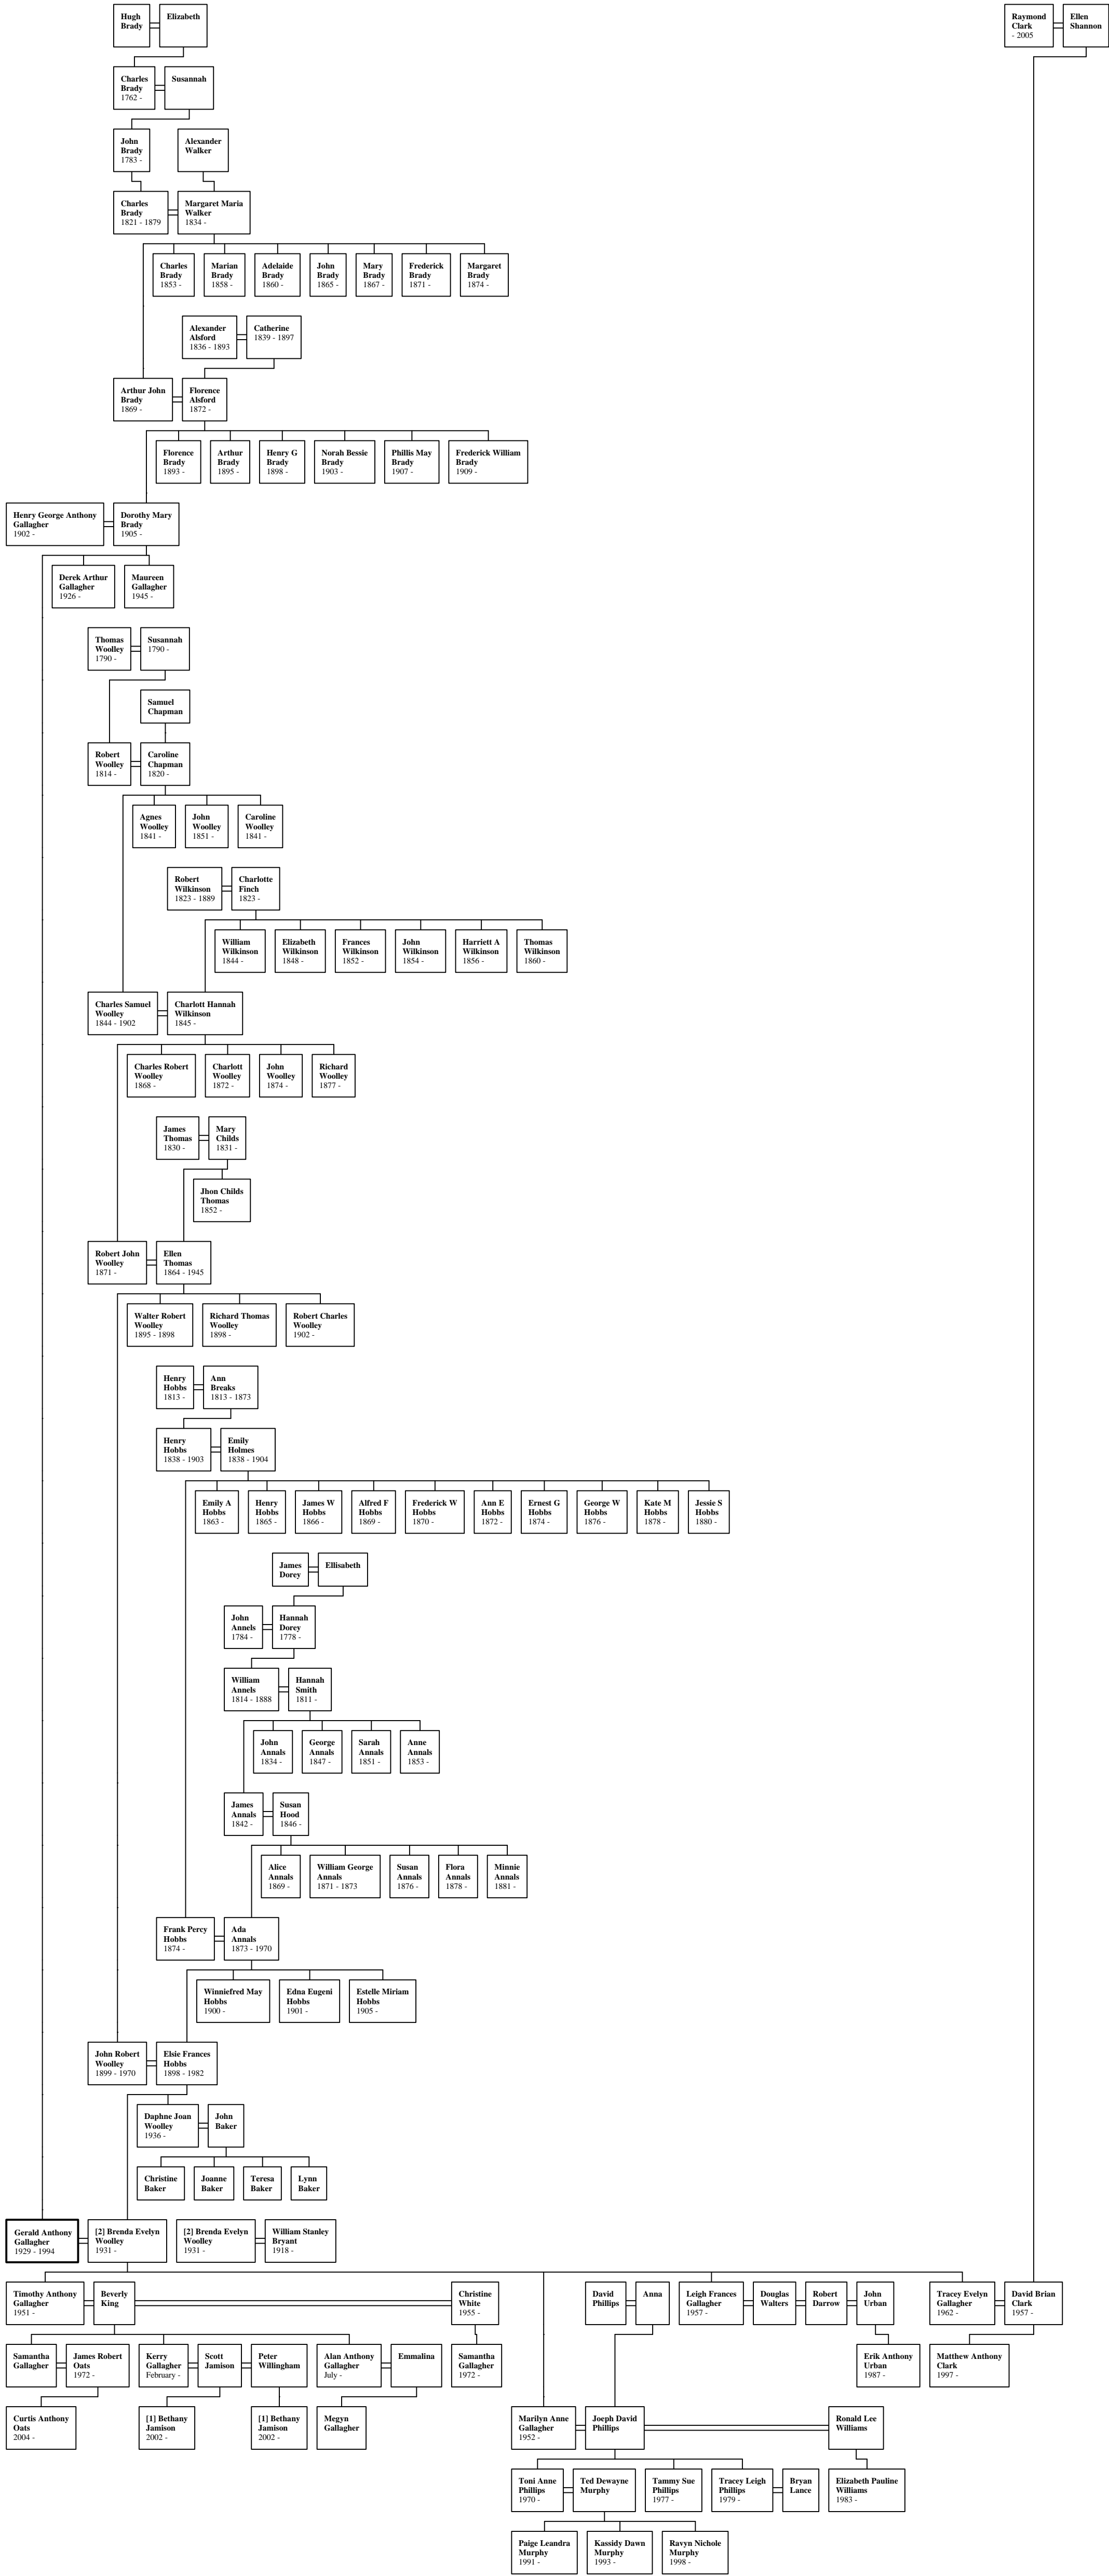 Hugh
Brady
Elizabeth
Raymond
Clark
- 2005
Ellen
Shannon
Charles
Brady
1762 -
Susannah
John
Brady
1783 -
Alexander
Walker
Charles
Brady
1821 - 1879
Margaret Maria
Walker
1834 -
Charles
Brady
1853 -
Marian
Brady
1858 -
Adelaide
Brady
1860 -
John
Brady
1865 -
Mary
Brady
1867 -
Frederick
Brady
1871 -
Margaret
Brady
1874 -
Alexander
Alsford
1836 - 1893
Catherine
1839 - 1897
Arthur John
Brady
1869 -
Florence
Alsford
1872 -
Florence
Brady
1893 -
Arthur
Brady
1895 -
Henry G
Brady
1898 -
Norah Bessie
Brady
1903 -
Phillis May
Brady
1907 -
Frederick William
Brady
1909 -
Henry George Anthony
Gallagher
1902 -
Dorothy Mary
Brady
1905 -
Derek Arthur
Gallagher
1926 -
Maureen
Gallagher
1945 -
Thomas
Woolley
1790 -
Susannah
1790 -
Samuel
Chapman
Robert
Woolley
1814 -
Caroline
Chapman
1820 -
Agnes
Woolley
1841 -
John
Woolley
1851 -
Caroline
Woolley
1841 -
Robert
Wilkinson
1823 - 1889
Charlotte
Finch
1823 -
William
Wilkinson
1844 -
Elizabeth
Wilkinson
1848 -
Frances
Wilkinson
1852 -
John
Wilkinson
1854 -
Harriett A
Wilkinson
1856 -
Thomas
Wilkinson
1860 -
Charles Samuel
Woolley
1844 - 1902
Charlott Hannah
Wilkinson
1845 -
Charles Robert
Woolley
1868 -
Charlott
Woolley
1872 -
John
Woolley
1874 -
Richard
Woolley
1877 -
James
Thomas
1830 -
Mary
Childs
1831 -
Jhon Childs
Thomas
1852 -
Robert John
Woolley
1871 -
Ellen
Thomas
1864 - 1945
Walter Robert
Woolley
1895 - 1898
Richard Thomas
Woolley
1898 -
Robert Charles
Woolley
1902 -
Henry
Hobbs
1813 -
Ann
Breaks
1813 - 1873
Henry
Hobbs
1838 - 1903
Emily
Holmes
1838 - 1904
Emily A
Hobbs
1863 -
Henry
Hobbs
1865 -
James W
Hobbs
1866 -
Alfred F
Hobbs
1869 -
Frederick W
Hobbs
1870 -
Ann E
Hobbs
1872 -
Ernest G
Hobbs
1874 -
George W
Hobbs
1876 -
Kate M
Hobbs
1878 -
Jessie S
Hobbs
1880 -
James
Dorey
Ellisabeth
John
Annels
1784 -
Hannah
Dorey
1778 -
William
Annels
1814 - 1888
Hannah
Smith
1811 -
John
Annals
1834 -
George
Annals
1847 -
Sarah
Annals
1851 -
Anne
Annals
1853 -
James
Annals
1842 -
Susan
Hood
1846 -
Alice
Annals
1869 -
William George
Annals
1871 - 1873
Susan
Annals
1876 -
Flora
Annals
1878 -
Minnie
Annals
1881 -
Frank Percy
Hobbs
1874 -
Ada
Annals
1873 - 1970
Winniefred May
Hobbs
1900 -
Edna Eugeni
Hobbs
1901 -
Estelle Miriam
Hobbs
1905 -
John Robert
Woolley
1899 - 1970
Elsie Frances
Hobbs
1898 - 1982
Daphne Joan
Woolley
1936 -
John
Baker
Christine
Baker
Joanne
Baker
Teresa
Baker
Lynn
Baker
Gerald Anthony
Gallagher
1929 - 1994
[2] Brenda Evelyn
Woolley
1931 -
[2] Brenda Evelyn
Woolley
1931 -
William Stanley
Bryant
1918 -
Timothy Anthony
Gallagher
1951 -
Beverly
King
Christine
White
1955 -
David
Phillips
Anna
Leigh Frances
Gallagher
1957 -
Douglas
Walters
Robert
Darrow
John
Urban
Tracey Evelyn
Gallagher
1962 -
David Brian
Clark
1957 -
Samantha
Gallagher
James Robert
Oats
1972 -
Kerry
Gallagher
February -
Scott
Jamison
Peter
Willingham
Alan Anthony
Gallagher
July -
Emmalina
Samantha
Gallagher
1972 -
Erik Anthony
Urban
1987 -
Matthew Anthony
Clark
1997 -
Curtis Anthony
Oats
2004 -
[1] Bethany
Jamison
2002 -
[1] Bethany
Jamison
2002 -
Megyn
Gallagher
Marilyn Anne
Gallagher
1952 -
Joeph David
Phillips
Ronald Lee
Williams
Toni Anne
Phillips
1970 -
Ted Dewayne
Murphy
Tammy Sue
Phillips
1977 -
Tracey Leigh
Phillips
1979 -
Bryan
Lance
Elizabeth Pauline
Williams
1983 -
Paige Leandra
Murphy
1991 -
Kassidy Dawn
Murphy
1993 -
Ravyn Nichole
Murphy
1998 -